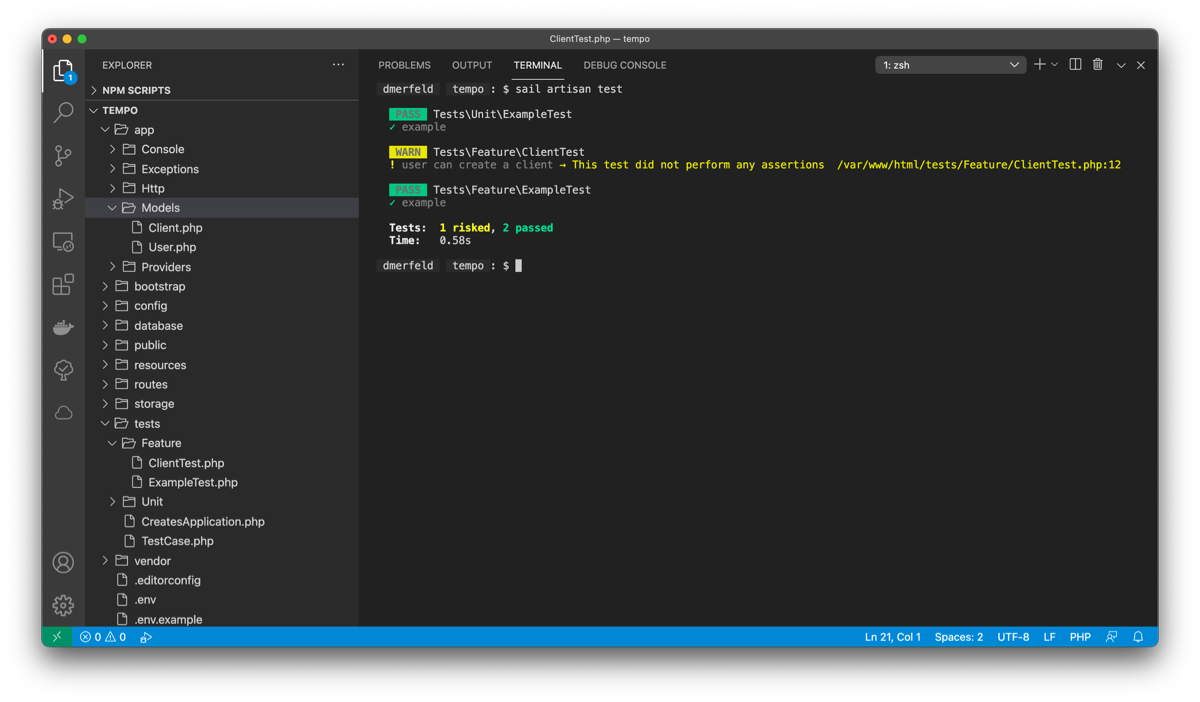 ClientTest.php — tempo
EXPLORER
NPM SCRIPTS
TEMPO
app
Console
Exceptions
Http
Models
Client.php
User.php
Providers
bootstrap
config
database
public
resources
routes
storage
tests
Feature
ClientTest.php
ExampleTest.php
Unit
CreatesApplication.php
TestCase.php
vendor
.editorconfig
.env
.env.example
1
PROBLEMS OUTPUT TERMINAL DEBUG CONSOLE 1: zsh
dmerfeld tempo : $ sail artisan test
PASS Tests\Unit\ExampleTest
✓ example
WARN Tests\Feature\ClientTest
! user can create a client → This test did not perform any assertions /var/www/html/tests/Feature/ClientTest.php:12
PASS Tests\Feature\ExampleTest
✓ example
Tests: 1 risked, 2 passed
Time: 0.58s
dmerfeld tempo : $
0 0 Ln 21, Col 1 Spaces: 2 UTF-8 LF PHP